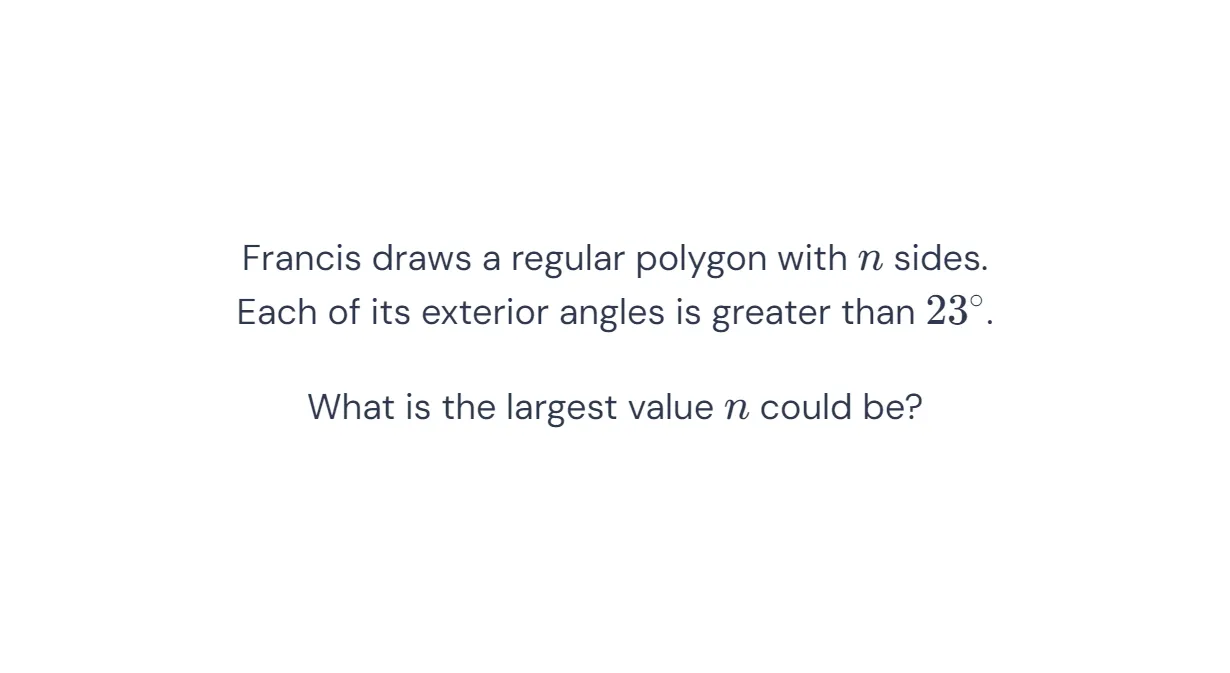 Francis draws a regular polygon with n sides.
Each of its exterior angles is greater than 23°.
What is the largest value n could be?